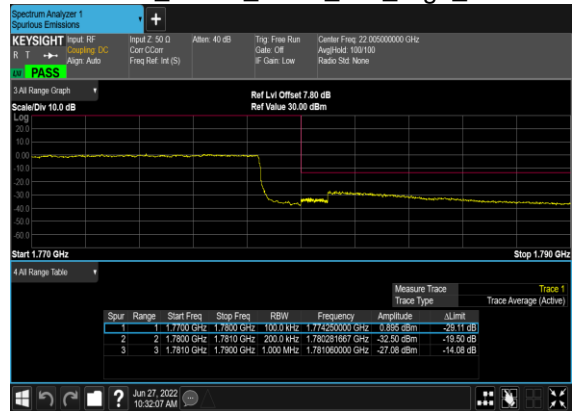 Spectrum Analyzer 1
Spurious Emissions
+
KEYSIGHT Input: RF Input Z: 50 Ω Atten: 40 dB Trig: Free Run Center Freq: 22.005000000 GHz
R T Coupling: DC Corr CCorr Gate: Off Avg|Hold: 100/100
Align: Auto Freq Ref: Int (S) IF Gain: Low Radio Std: None
PASS
3 All Range Graph
Ref Lvl Offset 7.80 dB
Scale/Div 10.0 dB Ref Value 30.00 dBm
Log
20.0
10.0
0.00
-10.0
-20.0
-30.0
-40.0
-50.0
-60.0
Start 1.770 GHz Stop 1.790 GHz
4 All Range Table
Measure Trace Trace 1
Trace Type Trace Average (Active)
Spur Range Start Freq Stop Freq RBW Frequency Amplitude ΔLimit
1 1 1.7700 GHz 1.7800 GHz 100.0 kHz 1.774250000 GHz 0.895 dBm -29.11 dB
2 2 1.7800 GHz 1.7810 GHz 200.0 kHz 1.780281667 GHz -32.50 dBm -19.50 dB
3 3 1.7810 GHz 1.7900 GHz 1.000 MHz 1.781060000 GHz -27.08 dBm -14.08 dB
? Jun 27, 2022
10:32:07 AM